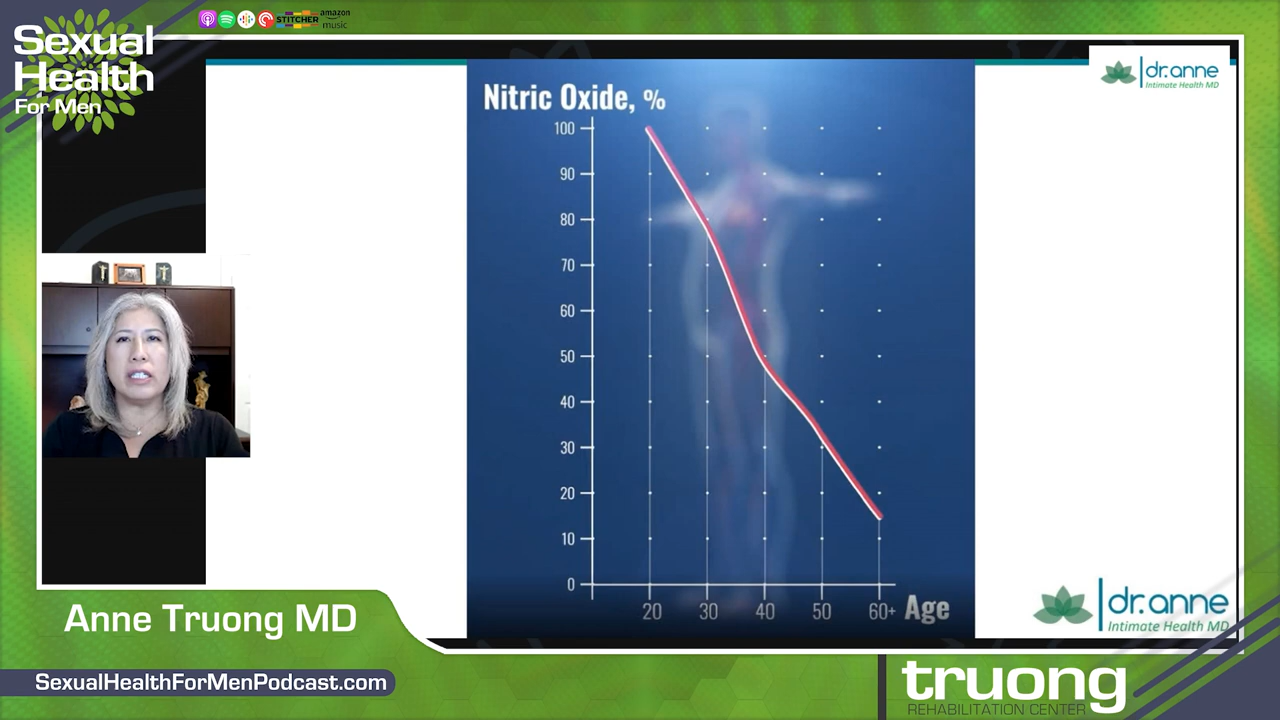 STITCHER
amazon
music
Sexual
Health
For Men
dr.anne
Intimate Health MD
Nitric Oxide, %
100
90
80
70
60
50
40
30
20
10
0
20 30 40 50 60+ Age
dr.anne
Intimate Health MD
Anne Truong MD
SexualHealthForMenPodcast.com
truong
REHABILITATION CENTER